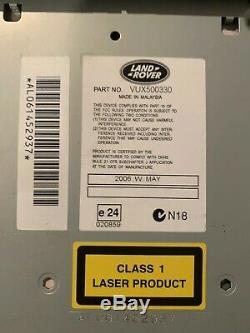 LAND-
-ROVER
PART NO. VUX500330
MADE IN MALAYSIA
THIS DEVICE COMPLIES WITH PART 15 OF
THE FCC RULES OPERATION IS SUBJECT TO
THE FOLLOWING TWO CONDITIONS:
(1)THIS DEVICE MAY NOT CAUSE HARMFUL
INTERFERENCE, AND
(2)THIS DEVICE MUST ACCEPT ANY INTER-
FERENCE RECEIVED, INCLUDING
INTERFERENCE THAT MAY CAUSE UNDESIRED
OPERATION.
PRODUCT IS CERTIFIED BY THE
MANUFACTURER TO COMPLY WITH DHHS
RULE 21 CFR SUBCHAPTER J APPLICABLE AT
THE DATE OF MANUFACTURE.
2006 .W. MAY
e 24
020859
N18
CLASS 1
LASER PRODUCT